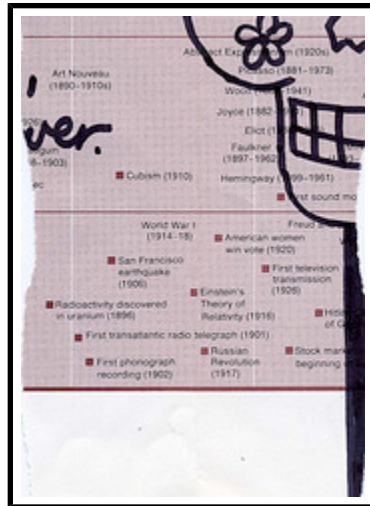 Abstract Expressionism (1920s)
Picasso (1881–1973)
Art Nouveau
(1890–1910s)
Joyce (1882
Eliot
ver.
Faulkner
(1897–1962
Cubism (1910)
Hemingway
First sound mo
World War I
(1914–18)
Freud
American women
win vote (1920)
San Francisco
earthquake
(1906)
First television
transmission
(1926)
Einstein's
Theory of
Relativity (1916)
Radioactivity discovered
in uranium (1896)
First transatlantic radio telegraph (1901)
First phonograph
recording (1902)
Russian
Revolution
(1917)
Stock mark
beginning